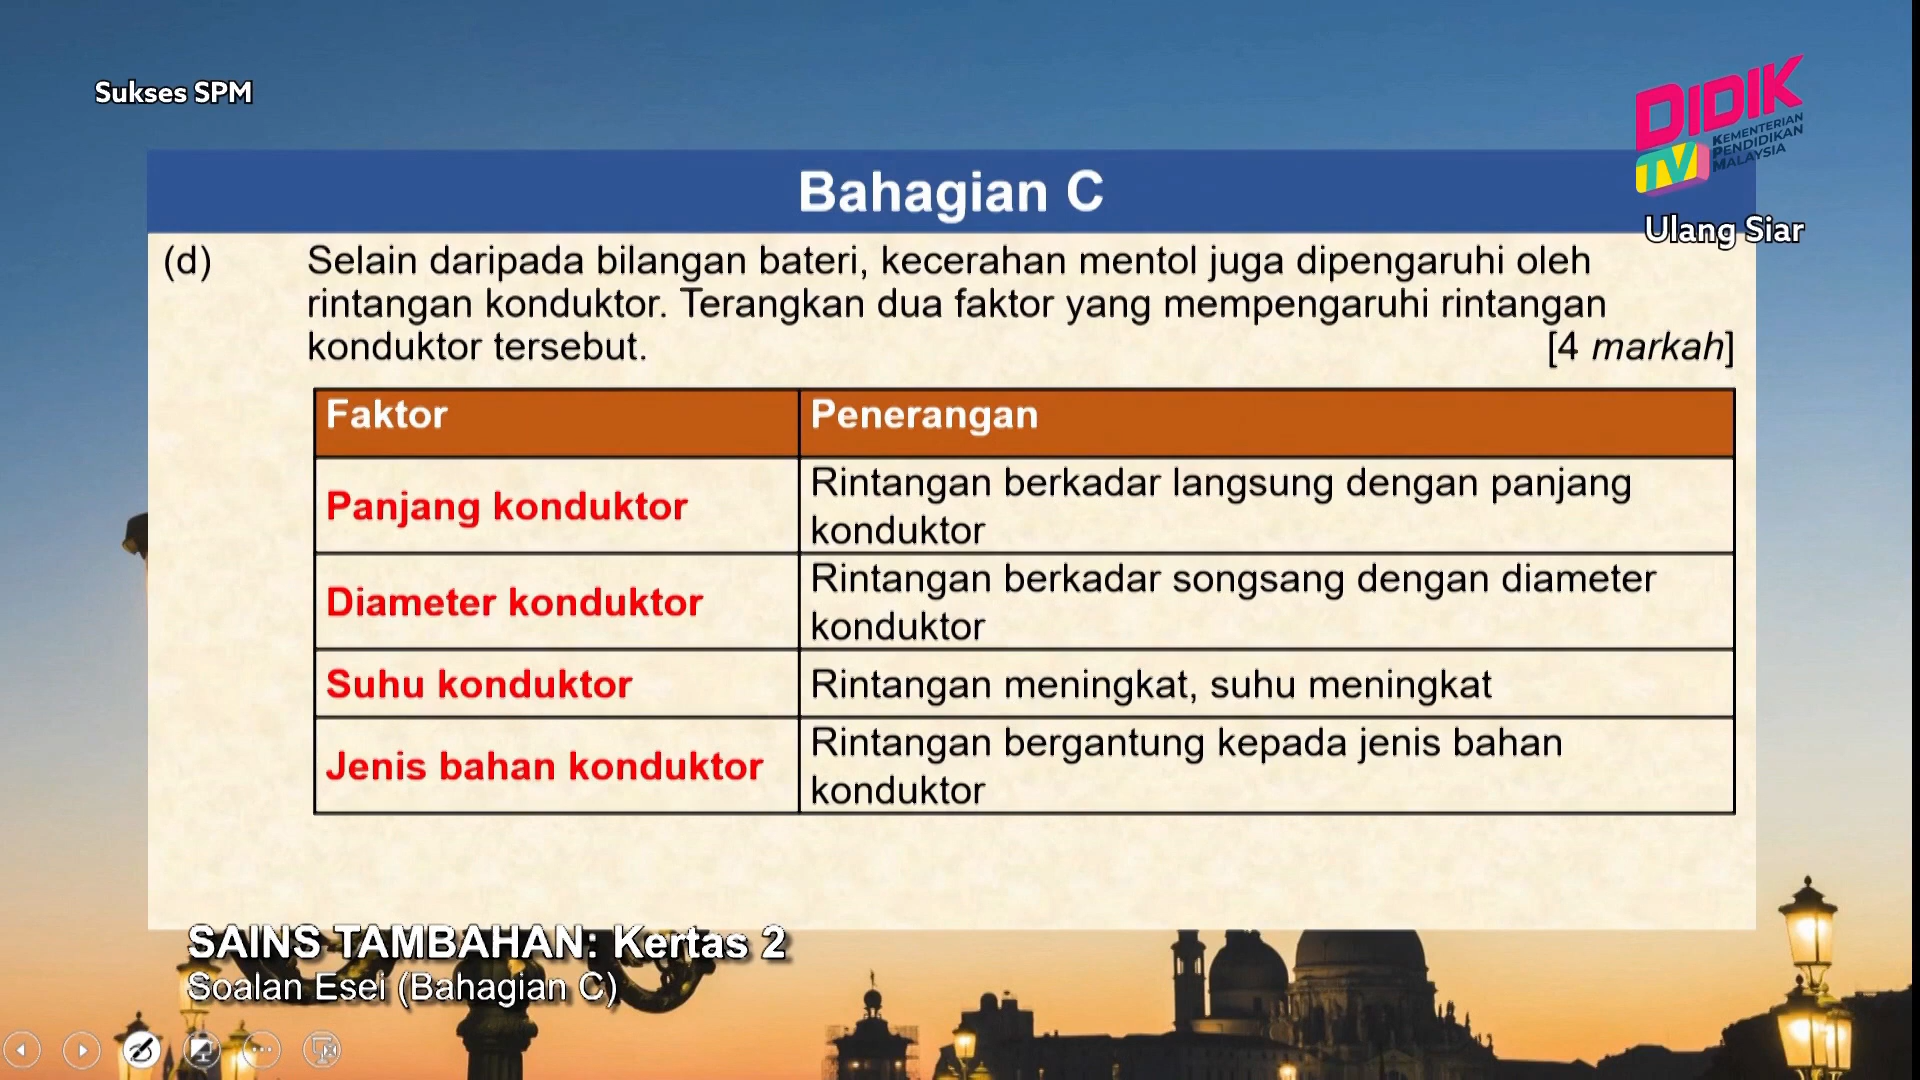 Sukses SPM
DIDIK
TV
KEMENTERIAN
PENDIDIKAN
MALAYSIA
Ulang Siar
Bahagian C
(d) Selain daripada bilangan bateri, kecerahan mentol juga dipengaruhi oleh
rintangan konduktor. Terangkan dua faktor yang mempengaruhi rintangan
konduktor tersebut. [4 markah]
Faktor Penerangan
Panjang konduktor
Rintangan berkadar langsung dengan panjang
konduktor
Diameter konduktor
Rintangan berkadar songsang dengan diameter
konduktor
Suhu konduktor
Rintangan meningkat, suhu meningkat
Jenis bahan konduktor
Rintangan bergantung kepada jenis bahan
konduktor
SAINS TAMBAHAN: Kertas 2
Soalan Esei (Bahagian C)